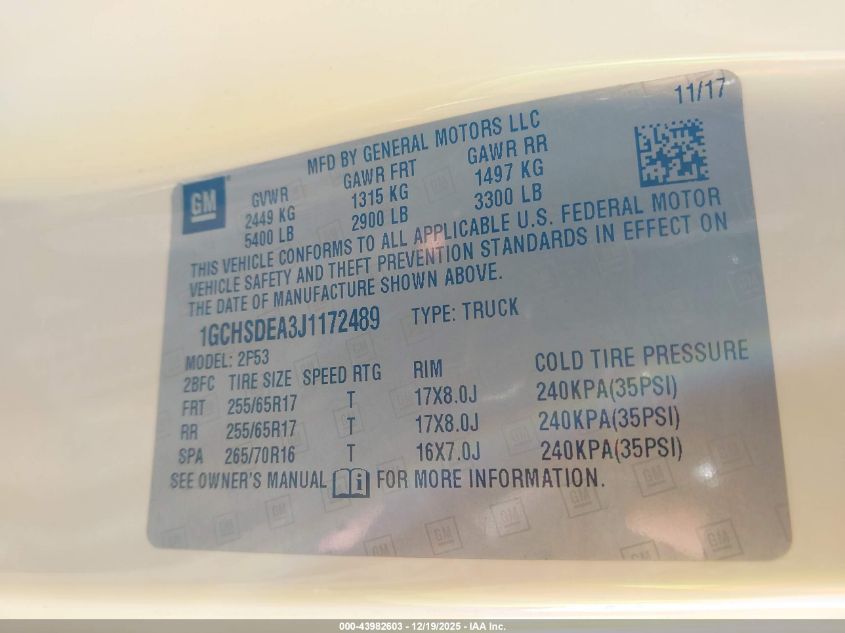 11/17
MFD BY GENERAL MOTORS LLC
GM
GVWR GAWR FRT GAWR RR
2449 KG 1315 KG 1497 KG
5400 LB 2900 LB 3300 LB
THIS VEHICLE CONFORMS TO ALL APPLICABLE U.S. FEDERAL MOTOR
VEHICLE SAFETY AND THEFT PREVENTION STANDARDS IN EFFECT ON
THE DATE OF MANUFACTURE SHOWN ABOVE.
1GCHSDEA3J1172489 TYPE: TRUCK
MODEL: 2P53
2BFC TIRE SIZE SPEED RTG RIM COLD TIRE PRESSURE
FRT 255/65R17 T 17X8.0J 240KPA(35PSI)
RR 255/65R17 T 17X8.0J 240KPA(35PSI)
SPA 265/70R16 T 16X7.0J 240KPA(35PSI)
SEE OWNER'S MANUAL i FOR MORE INFORMATION.
000-43982603 - 12/19/2025 - IAA Inc.